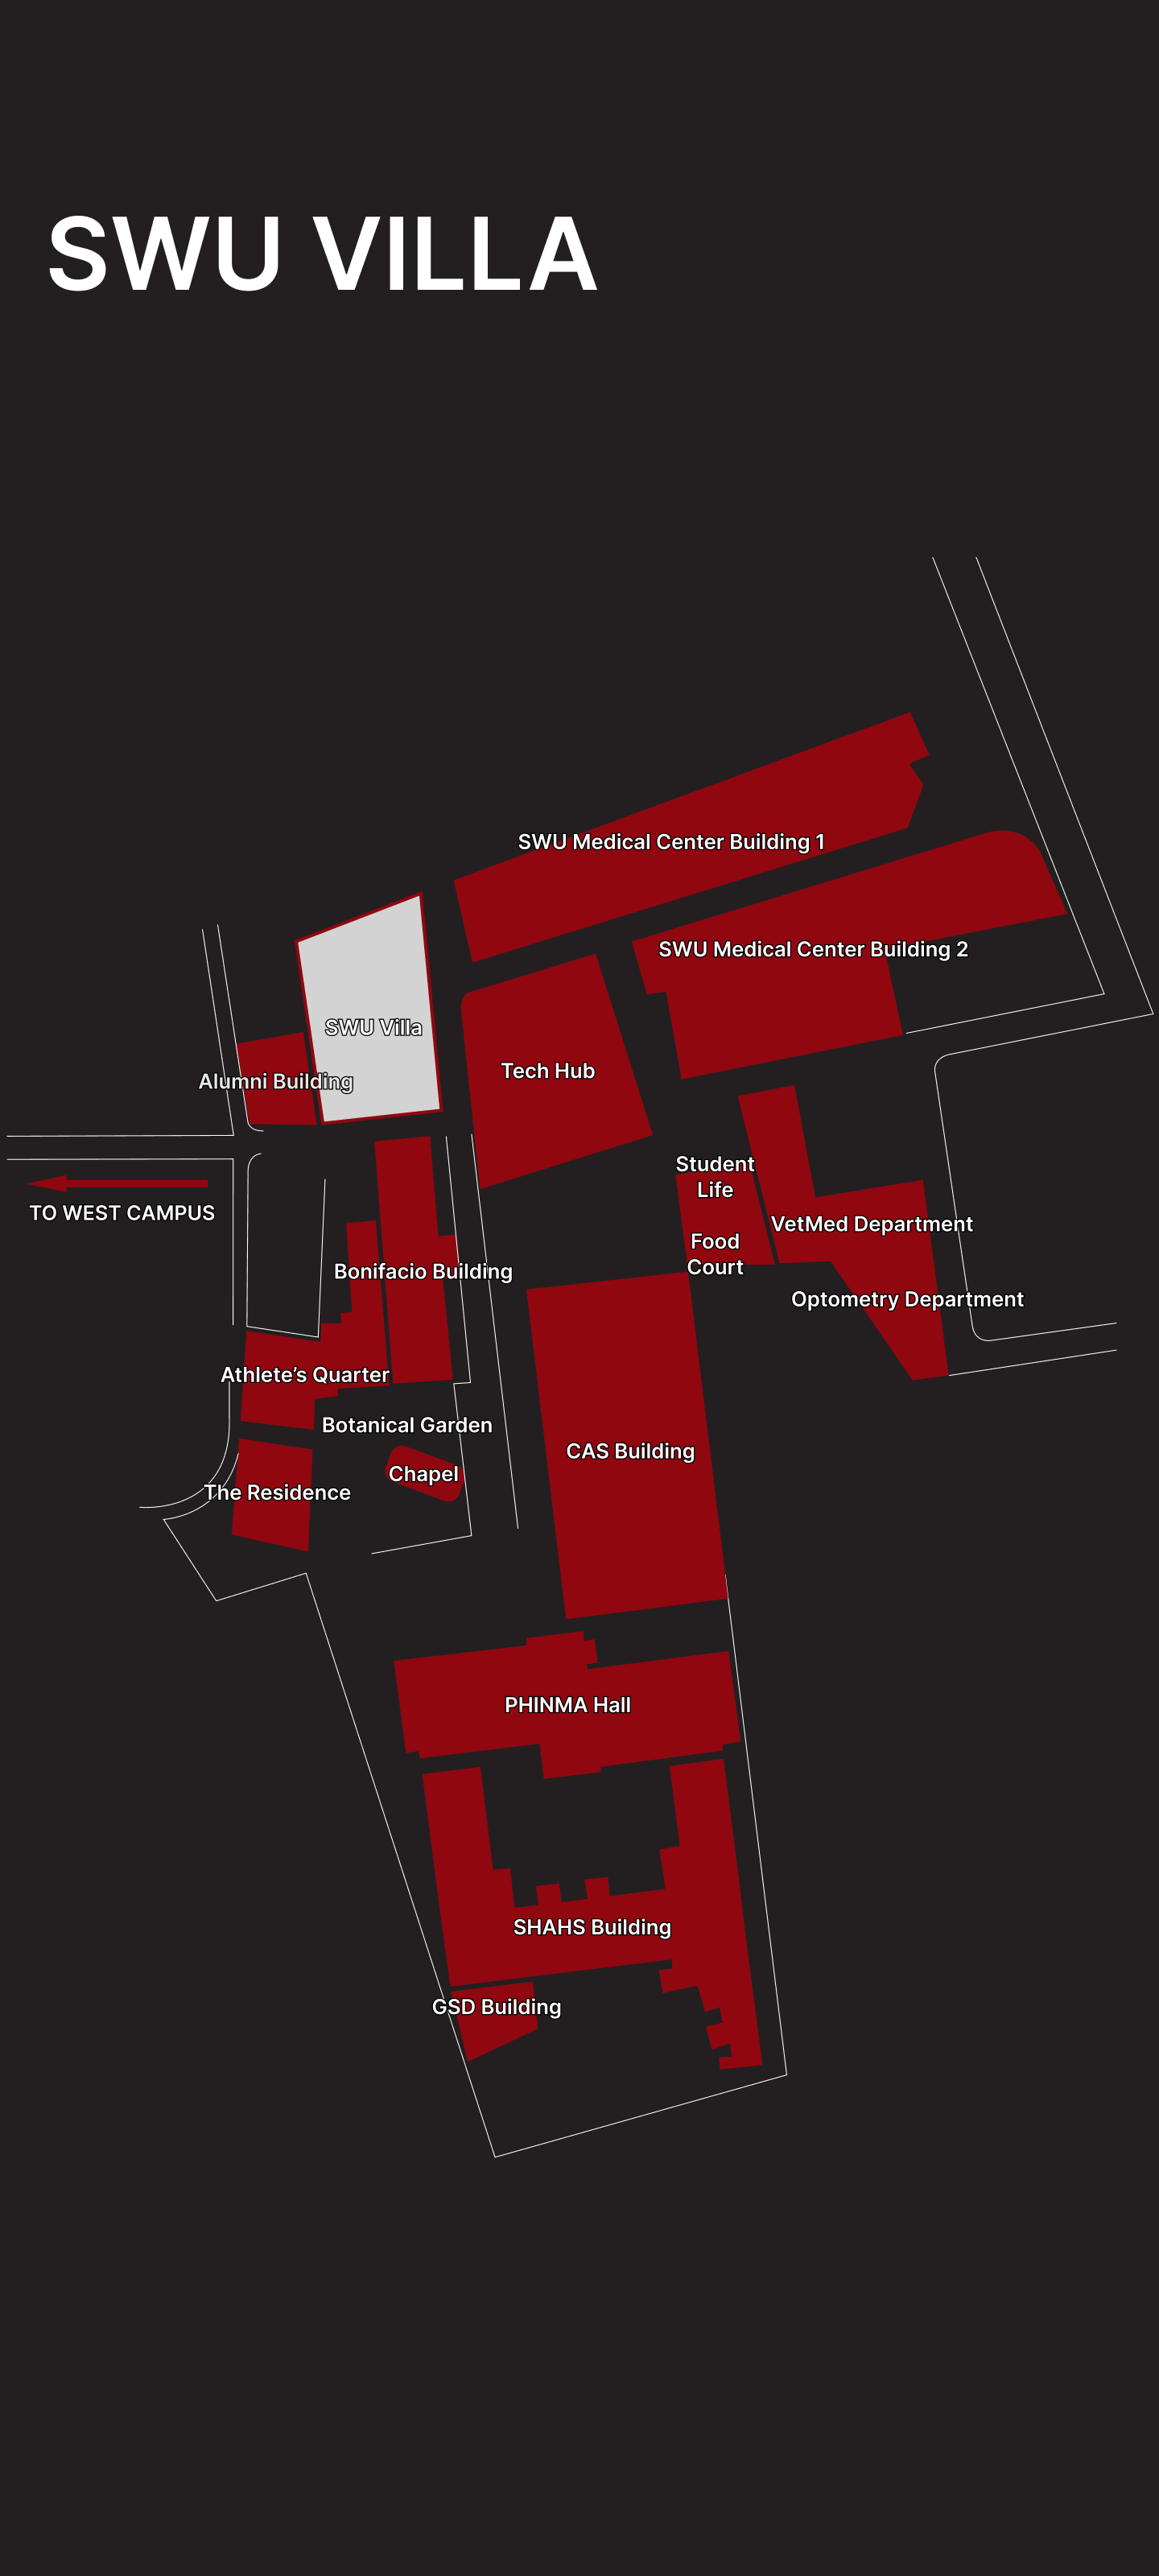 SWU VILLA
SWU Medical Center Building 1
SWU Medical Center Building 2
SWU Villa
Tech Hub
Alumni Building
Student
Life
TO WEST CAMPUS
VetMed Department
Food
Court
Bonifacio Building
Optometry Department
Athlete’s Quarter
Botanical Garden
CAS Building
Chapel
The Residence
PHINMA Hall
SHAHS Building
GSD Building